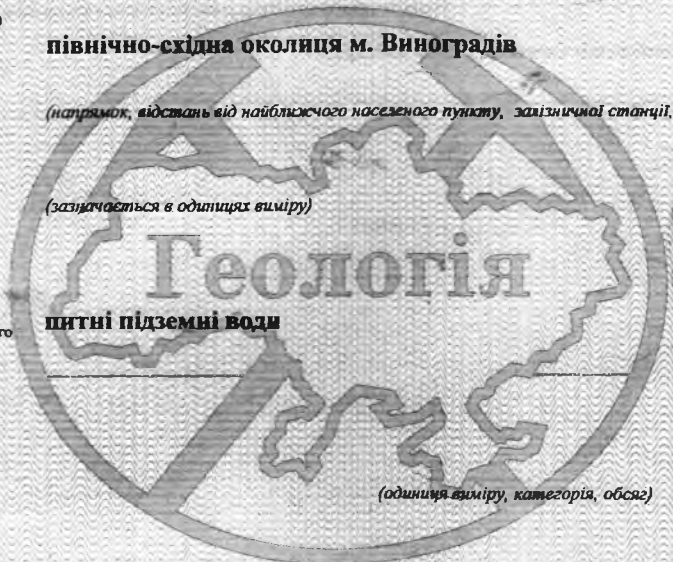 північно-східна околиця м. Виноградів
(напрямок, відстань від найближчого населеного пункту, залізничної станції,
(зазначається в одиницях виміру)
Геологія
го питні підземні води
(одиниця виміру, категорія, обсяг)